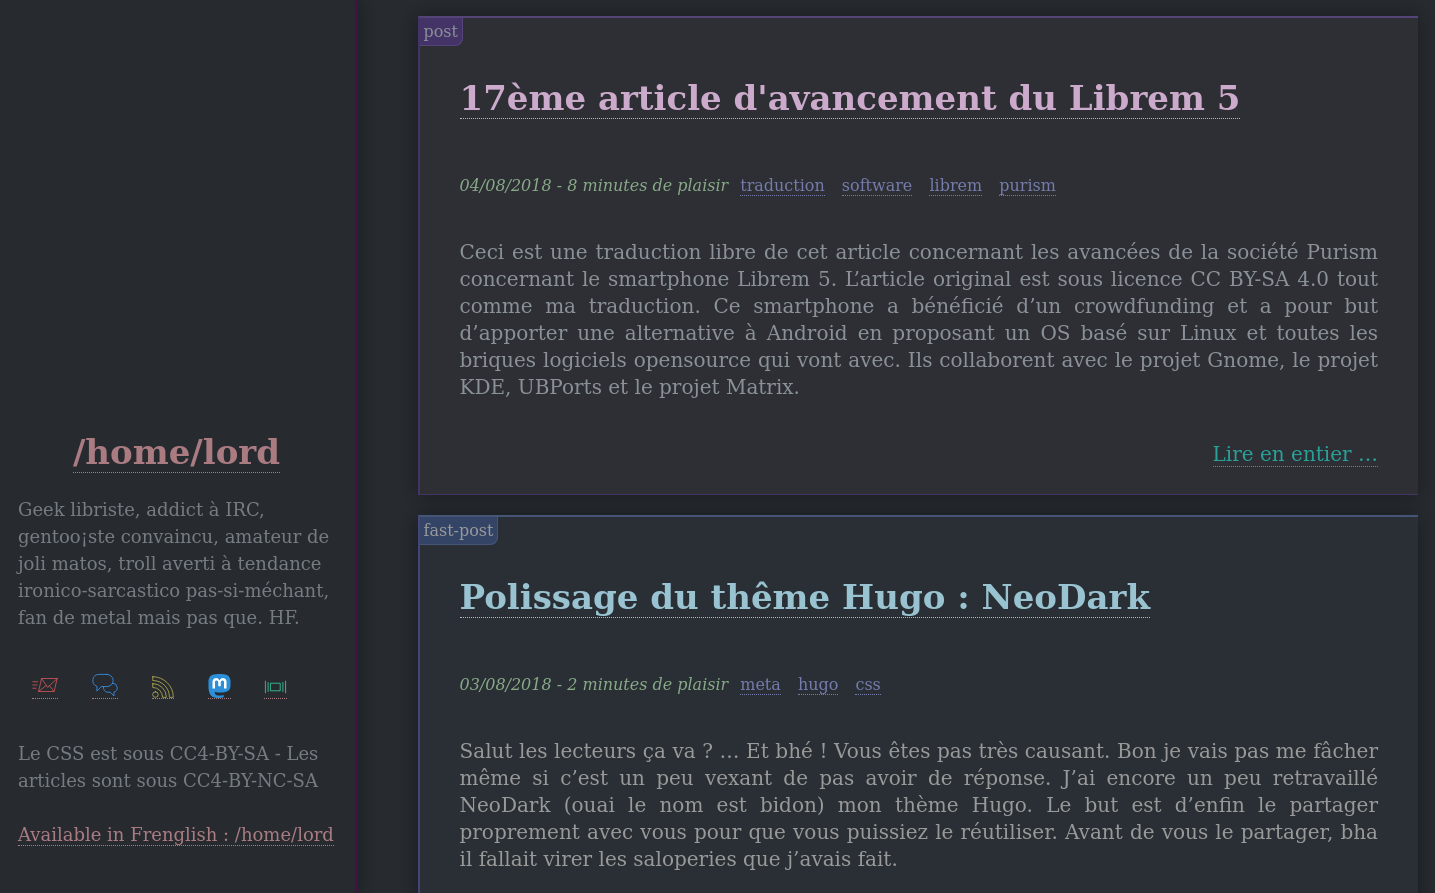 /home/lord
Geek libriste, addict à IRC,
gentoo¡ste convaincu, amateur de
joli matos, troll averti à tendance
ironico-sarcastico pas-si-méchant,
fan de metal mais pas que. HF.
Le CSS est sous CC4-BY-SA - Les
articles sont sous CC4-BY-NC-SA
Available in Frenglish : /home/lord
post
17ème article d'avancement du Librem 5
04/08/2018 - 8 minutes de plaisir traduction software librem purism
Ceci est une traduction libre de cet article concernant les avancées de la société Purism
concernant le smartphone Librem 5. L’article original est sous licence CC BY-SA 4.0 tout
comme ma traduction. Ce smartphone a bénéficié d’un crowdfunding et a pour but
d’apporter une alternative à Android en proposant un OS basé sur Linux et toutes les
briques logiciels opensource qui vont avec. Ils collaborent avec le projet Gnome, le projet
KDE, UBPorts et le projet Matrix.
Lire en entier …
fast-post
Polissage du thême Hugo : NeoDark
03/08/2018 - 2 minutes de plaisir meta hugo css
Salut les lecteurs ça va ? … Et bhé ! Vous êtes pas très causant. Bon je vais pas me fâcher
même si c’est un peu vexant de pas avoir de réponse. J’ai encore un peu retravaillé
NeoDark (ouai le nom est bidon) mon thème Hugo. Le but est d’enfin le partager
proprement avec vous pour que vous puissiez le réutiliser. Avant de vous le partager, bha
il fallait virer les saloperies que j’avais fait.